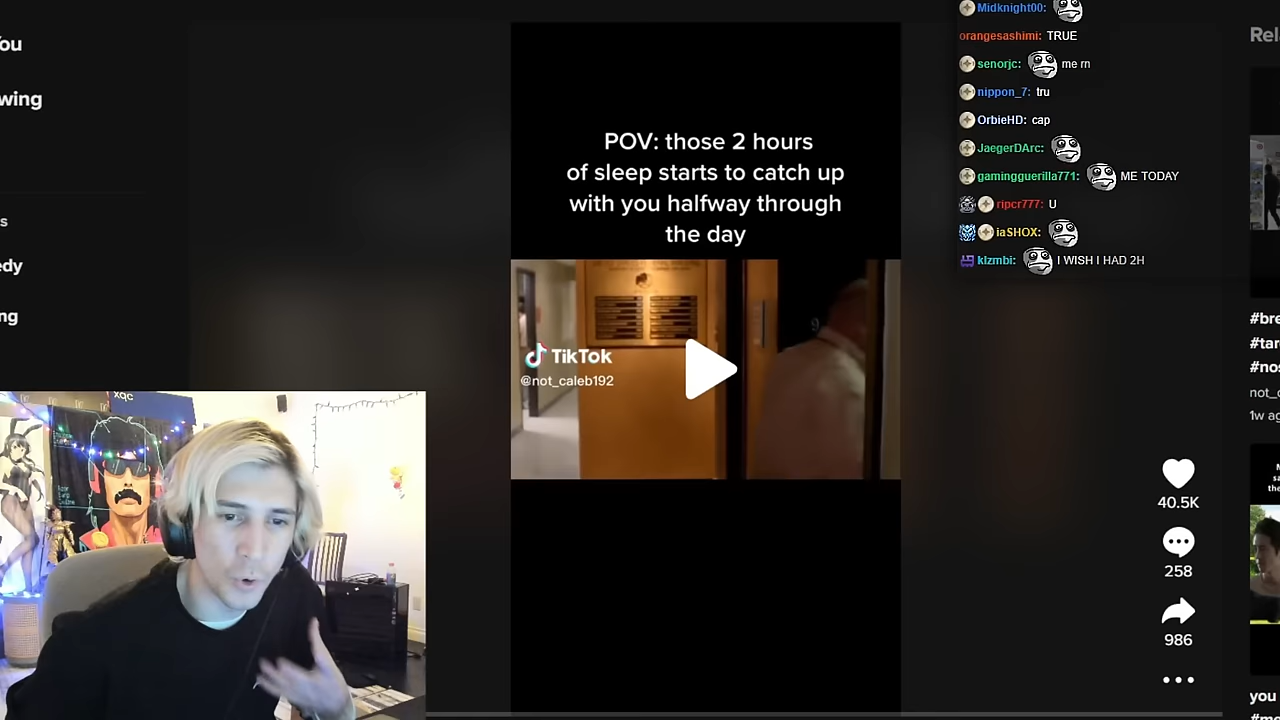 You
wing
s
edy
ng
POV: those 2 hours
of sleep starts to catch up
with you halfway through
the day
TikTok
@not_caleb192
xqc
Midknight00:
orangesashimi: TRUE
senorjc: me rn
nippon_7: tru
OrbieHD: cap
JaegerDArc:
gamingguerilla771: ME TODAY
ripcr777: U
iaSHOX:
klzmbi: I WISH I HAD 2H
40.5K
258
986
Rel
#bre
#tar
#nos
not_c
1w ag
you